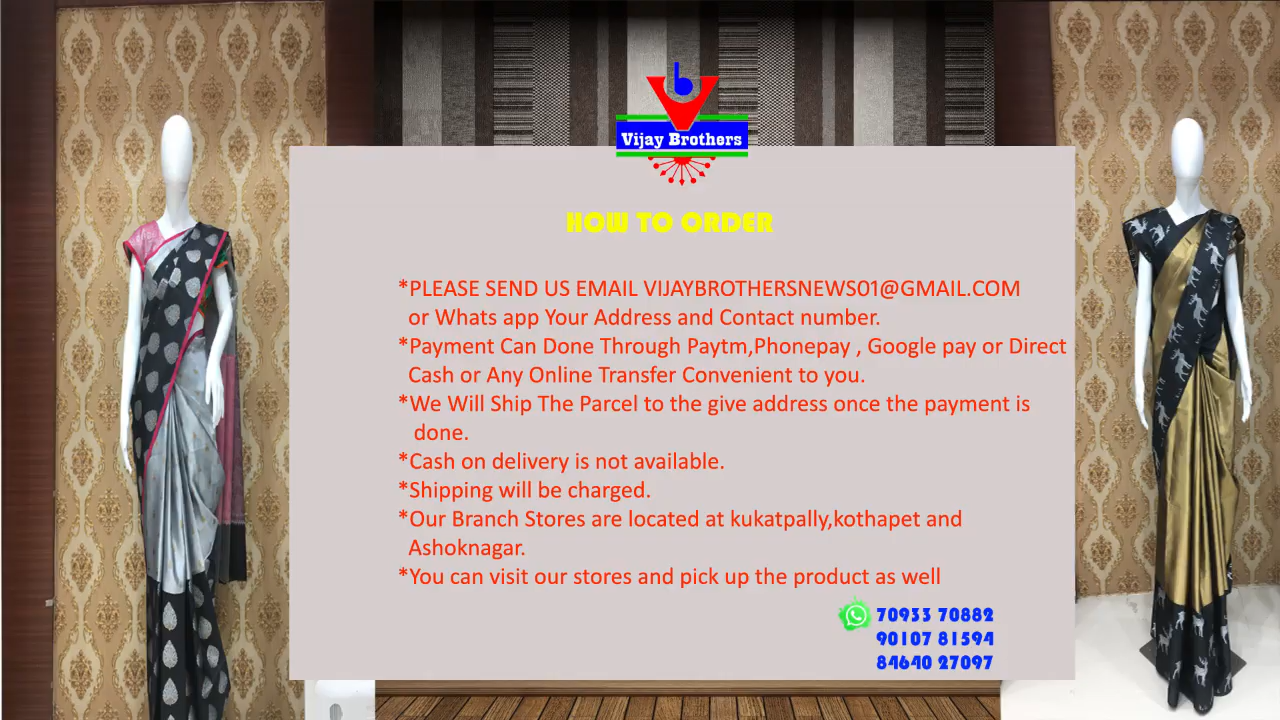 b
Vijay Brothers
HOW TO ORDER
*PLEASE SEND US EMAIL VIJAYBROTHERSNEWS01@GMAIL.COM
or Whats app Your Address and Contact number.
*Payment Can Done Through Paytm,Phonepay , Google pay or Direct
Cash or Any Online Transfer Convenient to you.
*We Will Ship The Parcel to the give address once the payment is
done.
*Cash on delivery is not available.
*Shipping will be charged.
*Our Branch Stores are located at kukatpally,kothapet and
Ashoknagar.
*You can visit our stores and pick up the product as well
70933 70882
90107 81594
84640 27097